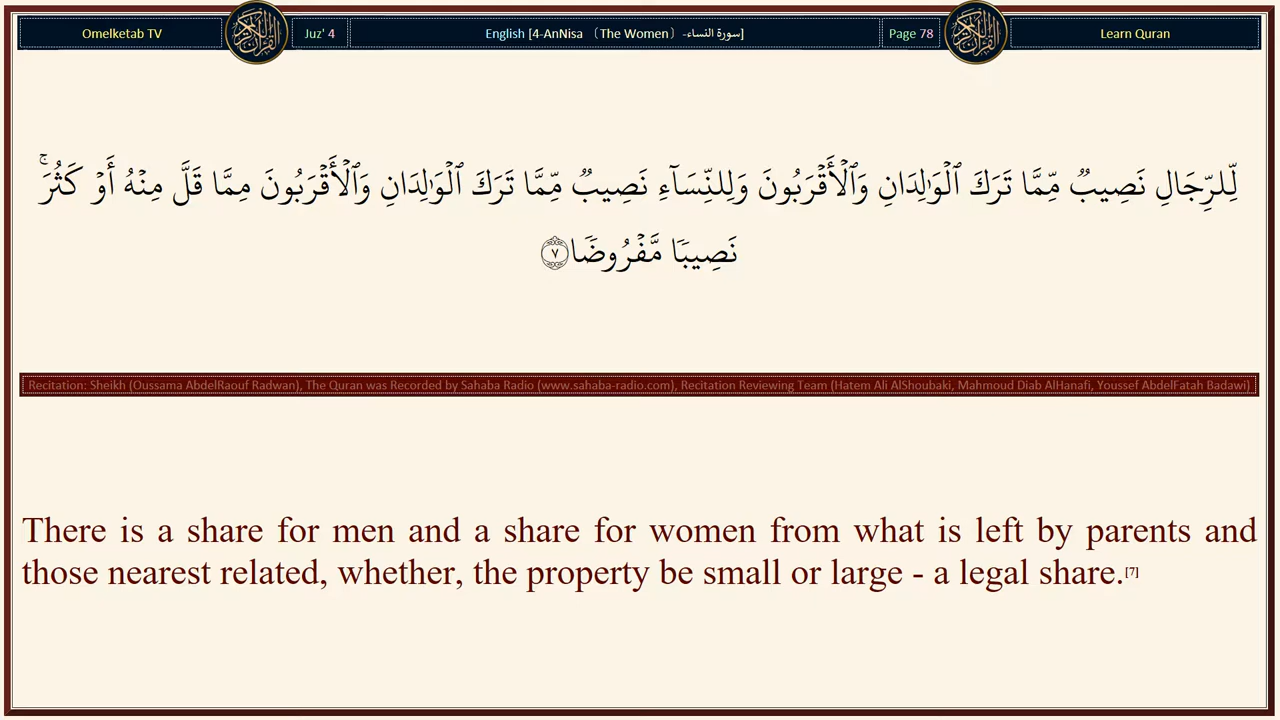 Omelketab TV
Juz' 4
English [4-AnNisa （The Women）-سورة النساء]
Page 78
Learn Quran
لِّلرِّجَالِ نَصِيبٞ مِّمَّا تَرَكَ ٱلۡوَٰلِدَانِ وَٱلۡأَقۡرَبُونَ وَلِلنِّسَآءِ نَصِيبٞ مِّمَّا تَرَكَ ٱلۡوَٰلِدَانِ وَٱلۡأَقۡرَبُونَ مِمَّا قَلَّ مِنۡهُ أَوۡ كَثُرَۚ
نَصِيبٗا مَّفۡرُوضٗا ٧
Recitation: Sheikh (Oussama AbdelRaouf Radwan), The Quran was Recorded by Sahaba Radio (www.sahaba-radio.com), Recitation Reviewing Team (Hatem Ali AlShoubaki, Mahmoud Diab AlHanafi, Youssef AbdelFatah Badawi)
There is a share for men and a share for women from what is left by parents and
those nearest related, whether, the property be small or large - a legal share.[7]